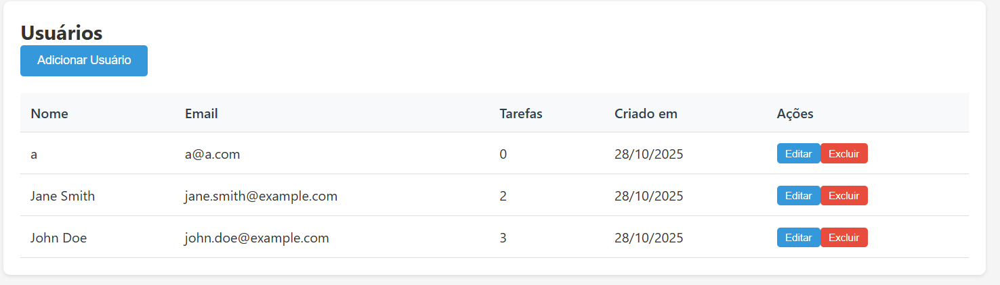 Usuários
Adicionar Usuário
Nome Email Tarefas Criado em Ações
a a@a.com 0 28/10/2025 Editar Excluir
Jane Smith jane.smith@example.com 2 28/10/2025 Editar Excluir
John Doe john.doe@example.com 3 28/10/2025 Editar Excluir